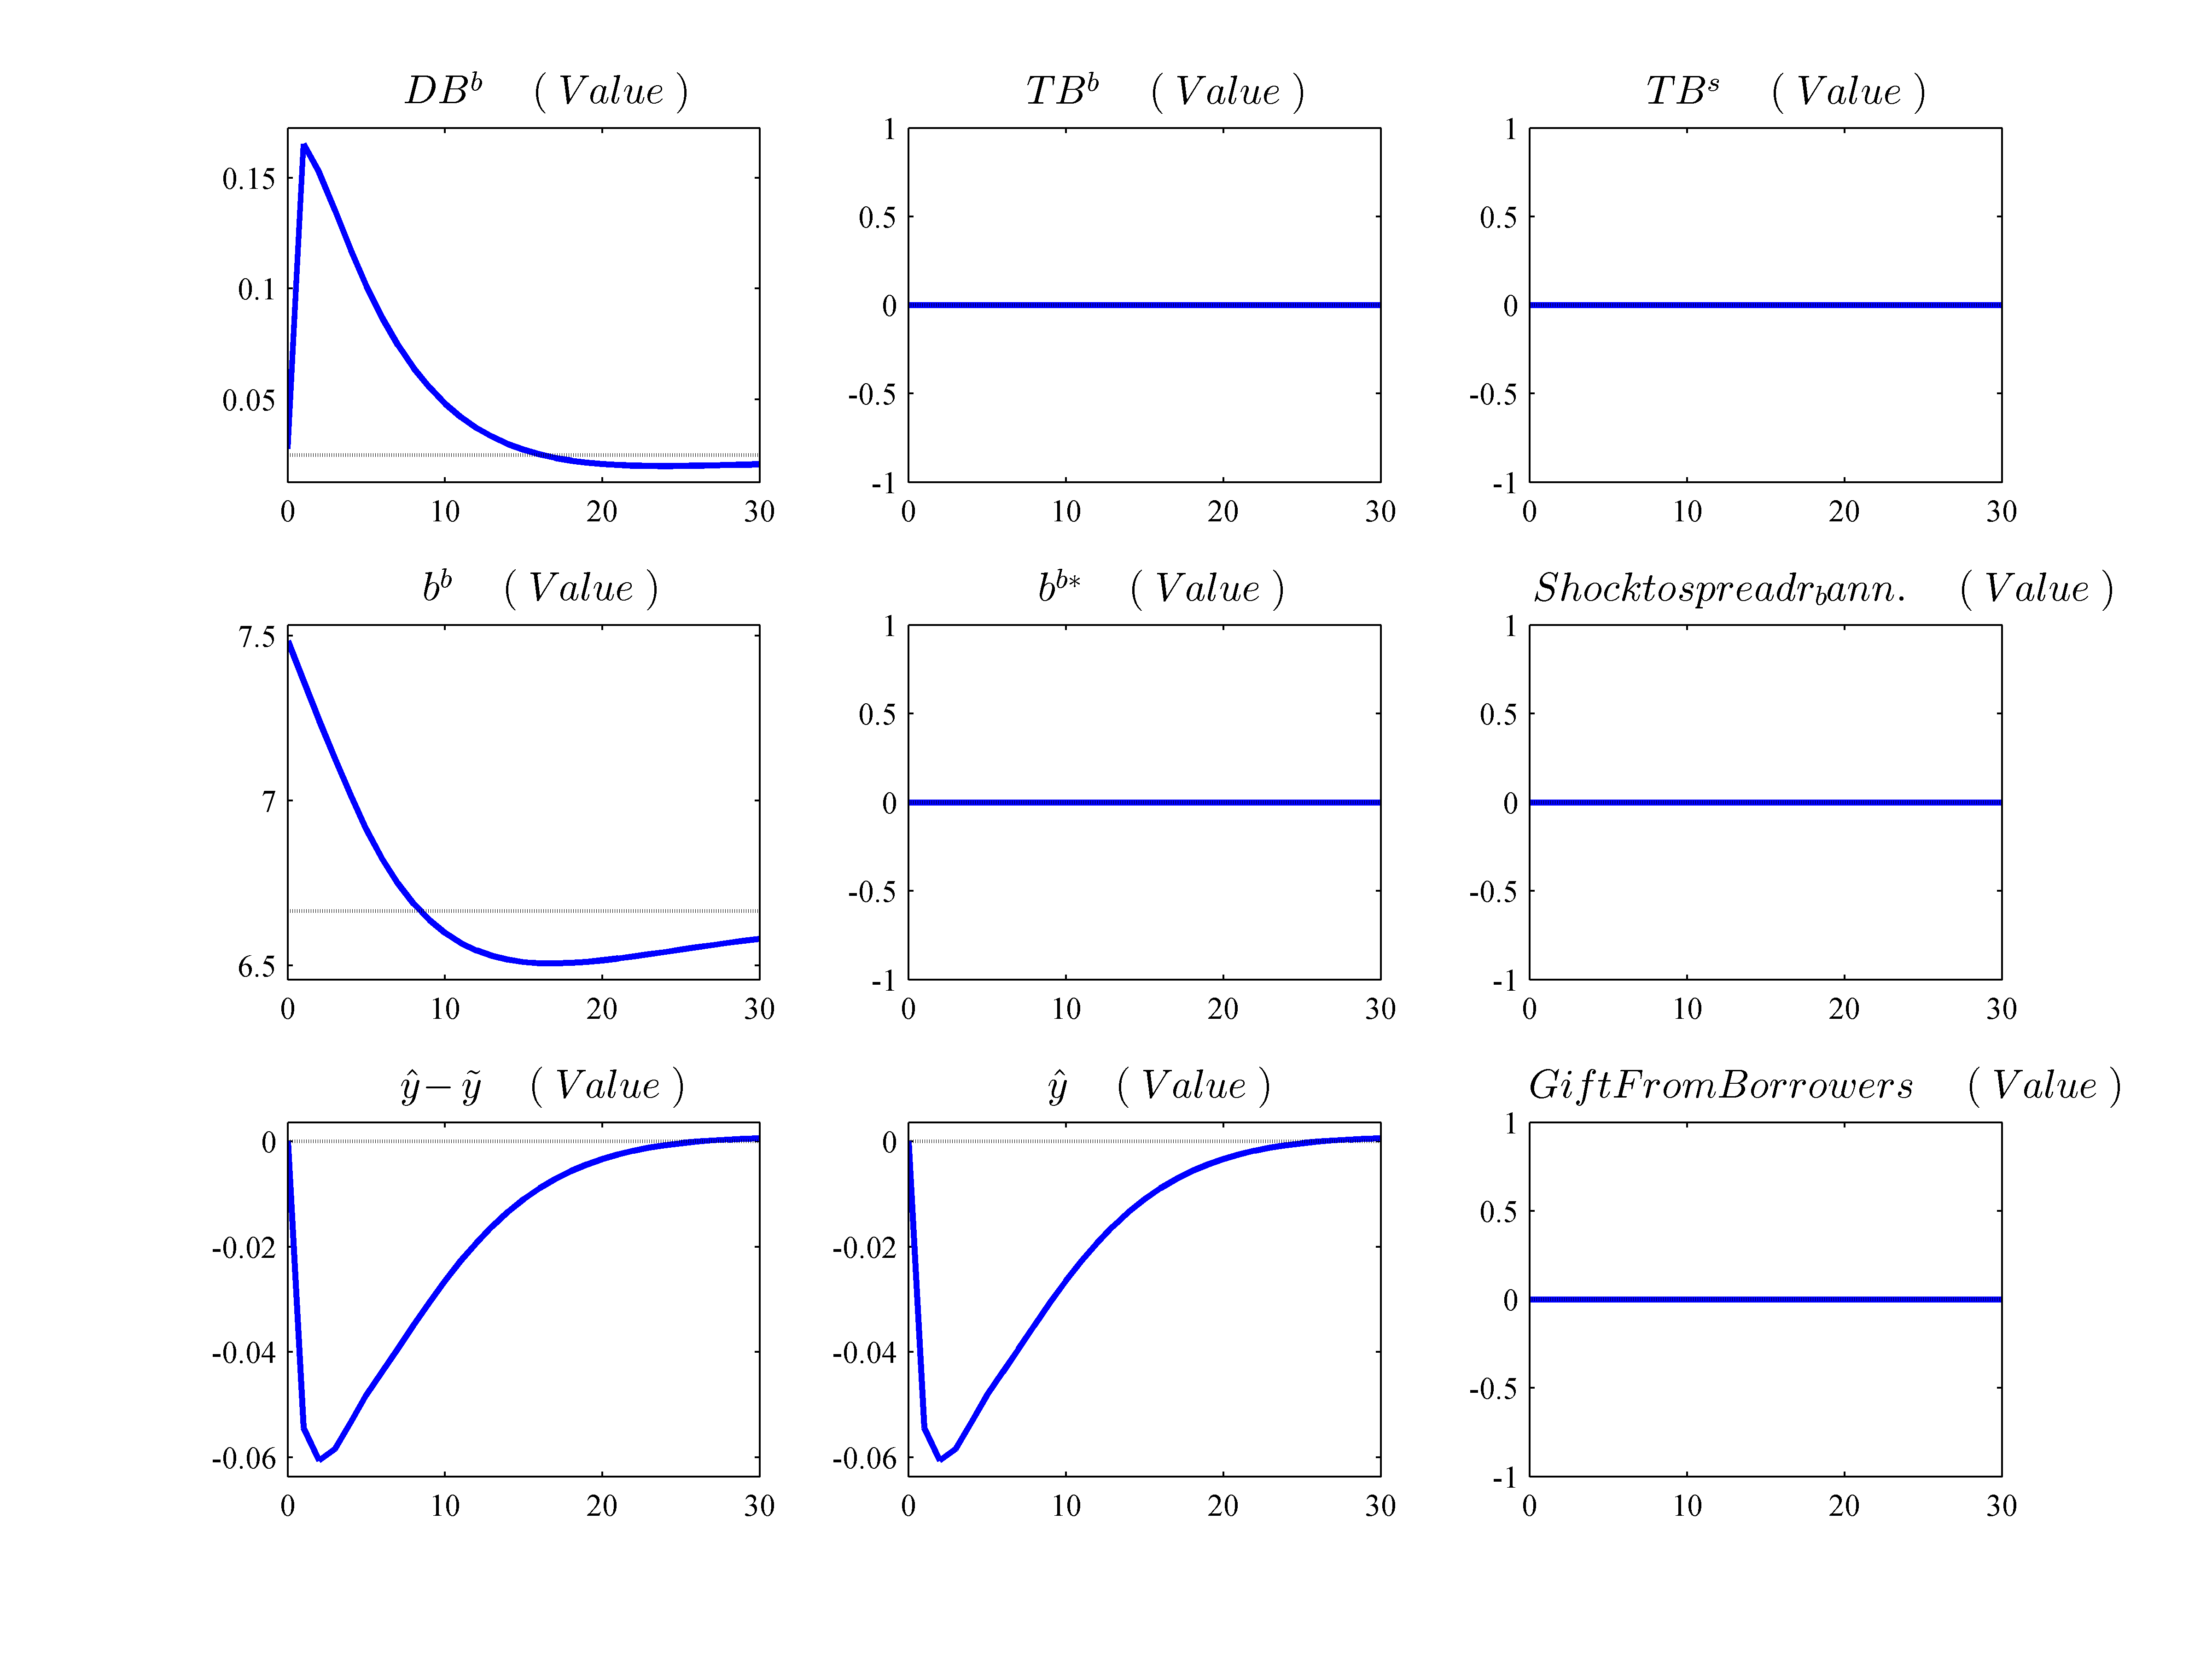 DB^b ( Value )
TB^b ( Value )
TB^s ( Value )
0.15
0.1
0.05
0 10 20 30
1
0.5
0
-0.5
-1
0 10 20 30
1
0.5
0
-0.5
-1
0 10 20 30
b^b ( Value )
b^{b*} ( Value )
Shocktospreadr_bann. ( Value )
7.5
7
6.5
0 10 20 30
1
0.5
0
-0.5
-1
0 10 20 30
1
0.5
0
-0.5
-1
0 10 20 30
ŷ − ỹ ( Value )
ŷ ( Value )
GiftFromBorrowers ( Value )
0
-0.02
-0.04
-0.06
0 10 20 30
0
-0.02
-0.04
-0.06
0 10 20 30
1
0.5
0
-0.5
-1
0 10 20 30